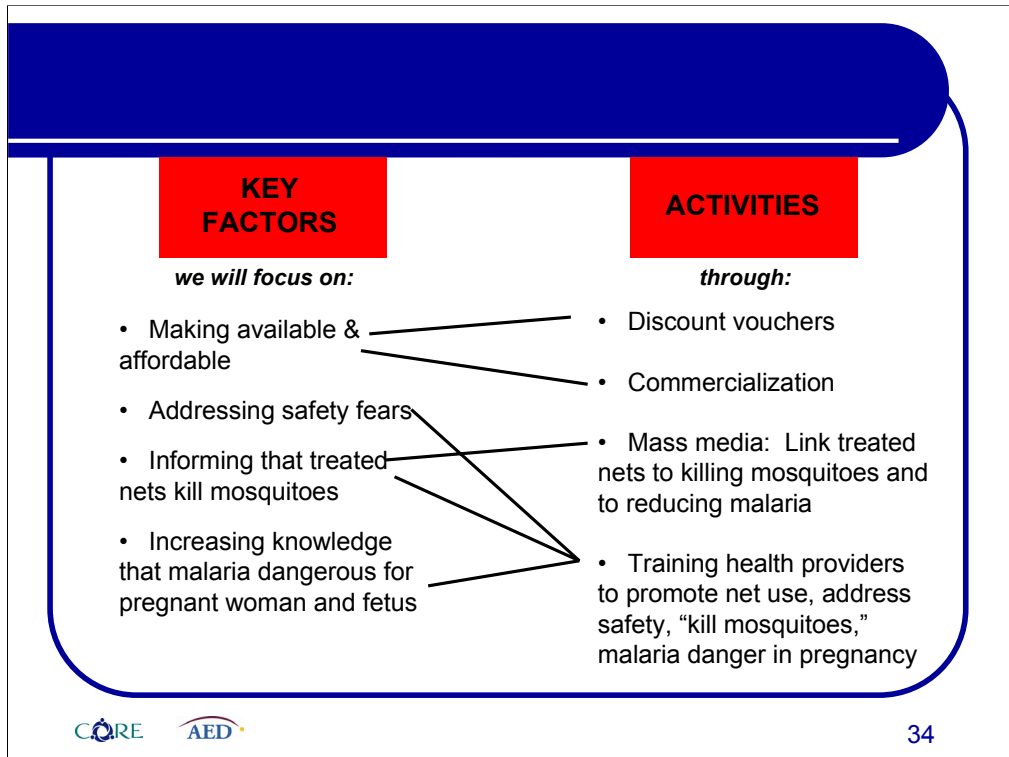 KEY
FACTORS
we will focus on:
• Making available &
affordable
• Addressing safety fears
• Informing that treated
nets kill mosquitoes
• Increasing knowledge
that malaria dangerous for
pregnant woman and fetus
ACTIVITIES
through:
• Discount vouchers
• Commercialization
• Mass media: Link treated
nets to killing mosquitoes and
to reducing malaria
• Training health providers
to promote net use, address
safety, “kill mosquitoes,”
malaria danger in pregnancy
CORE
AED
34